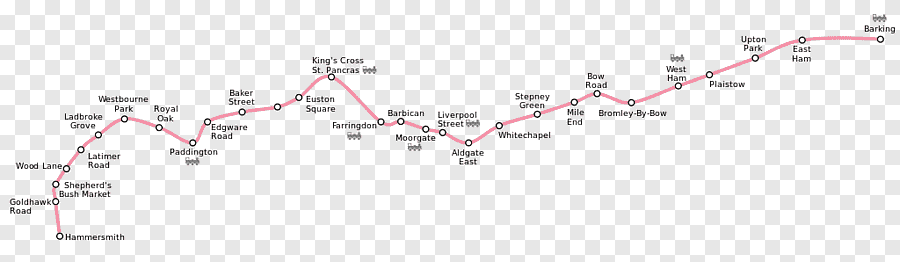 Hammersmith
Goldhawk
Road
Shepherd's
Bush Market
Wood Lane
Latimer
Road
Ladbroke
Grove
Westbourne
Park
Royal
Oak
Paddington
Edgware
Road
Baker
Street
Euston
Square
King's Cross
St. Pancras
Farringdon
Barbican
Moorgate
Liverpool
Street
Aldgate
East
Whitechapel
Stepney
Green
Mile
End
Bow
Road
Bromley-By-Bow
West
Ham
Plaistow
Upton
Park
East
Ham
Barking